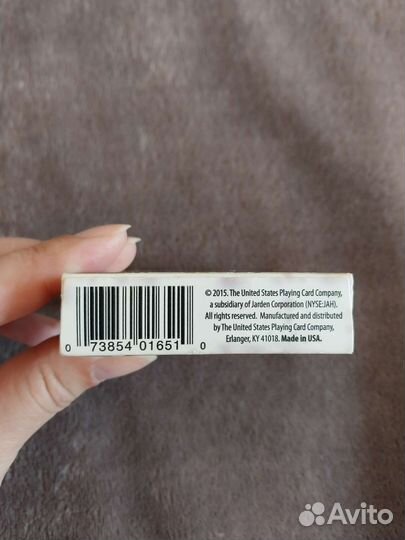 © 2015. The United States Playing Card Company,
a subsidiary of Jarden Corporation (NYSE:JAH).
All rights reserved. Manufactured and distributed
by The United States Playing Card Company,
Erlanger, KY 41018. Made in USA.
0 73854 01651 0
Avito